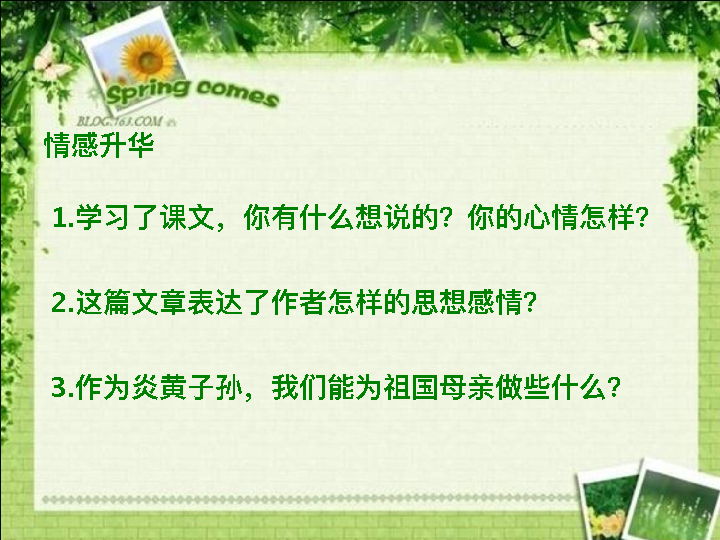 Spring comes
BLOG.163.COM
情感升华
1.学习了课文，你有什么想说的？你的心情怎样？
2.这篇文章表达了作者怎样的思想感情？
3.作为炎黄子孙，我们能为祖国母亲做些什么？